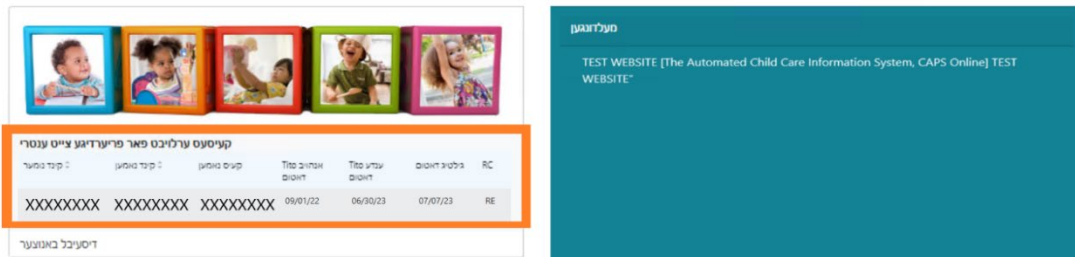 קעיסעס ערלויבט פאר פריערדיגע צייט ענטרי
קינד נומער קינד נאמען קעיס נאמען אנהויב Tito דאטום ענדע Tito דאטום גילטיג דאטום RC
XXXXXXXX XXXXXXXX XXXXXXXX 09/01/22 06/30/23 07/07/23 RE
דיסעיבל באנוצער
מעלדונגען
TEST WEBSITE [The Automated Child Care Information System, CAPS Online] TEST
WEBSITE"